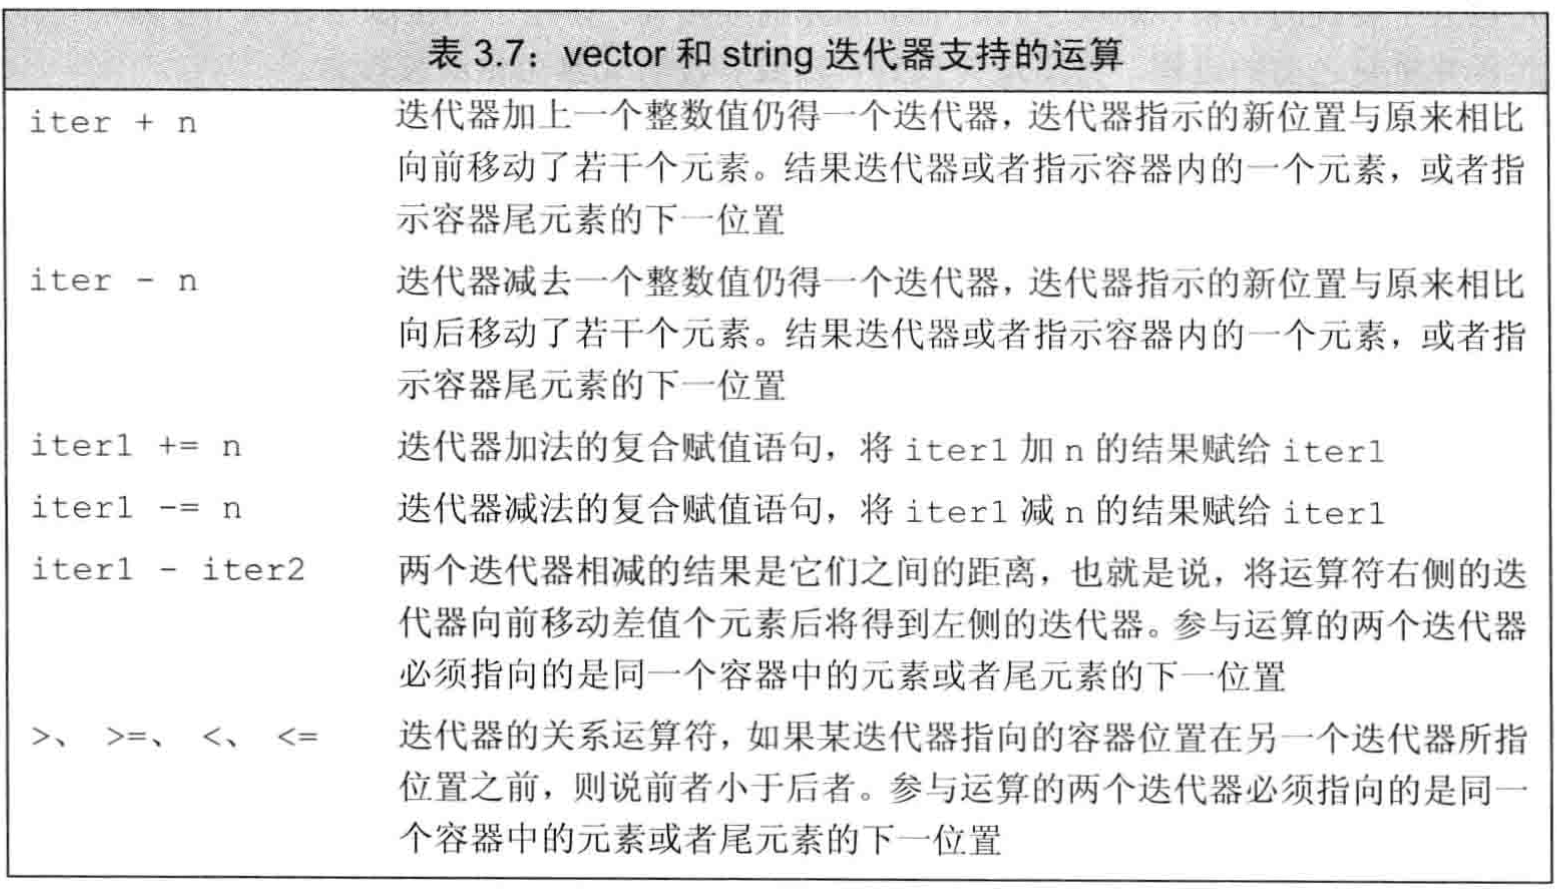 表 3.7：vector 和 string 迭代器支持的运算
iter + n 迭代器加上一个整数值仍得一个迭代器，迭代器指示的新位置与原来相比
向前移动了若干个元素。结果迭代器或者指示容器内的一个元素，或者指
示容器尾元素的下一位置
iter - n 迭代器减去一个整数值仍得一个迭代器，迭代器指示的新位置与原来相比
向后移动了若干个元素。结果迭代器或者指示容器内的一个元素，或者指
示容器尾元素的下一位置
iter1 += n 迭代器加法的复合赋值语句，将 iter1 加 n 的结果赋给 iter1
iter1 -= n 迭代器减法的复合赋值语句，将 iter1 减 n 的结果赋给 iter1
iter1 - iter2 两个迭代器相减的结果是它们之间的距离，也就是说，将运算符右侧的迭
代器向前移动差值个元素后将得到左侧的迭代器。参与运算的两个迭代器
必须指向的是同一个容器中的元素或者尾元素的下一位置
>、 >=、 <、 <= 迭代器的关系运算符，如果某迭代器指向的容器位置在另一个迭代器所指
位置之前，则说前者小于后者。参与运算的两个迭代器必须指向的是同一
个容器中的元素或者尾元素的下一位置